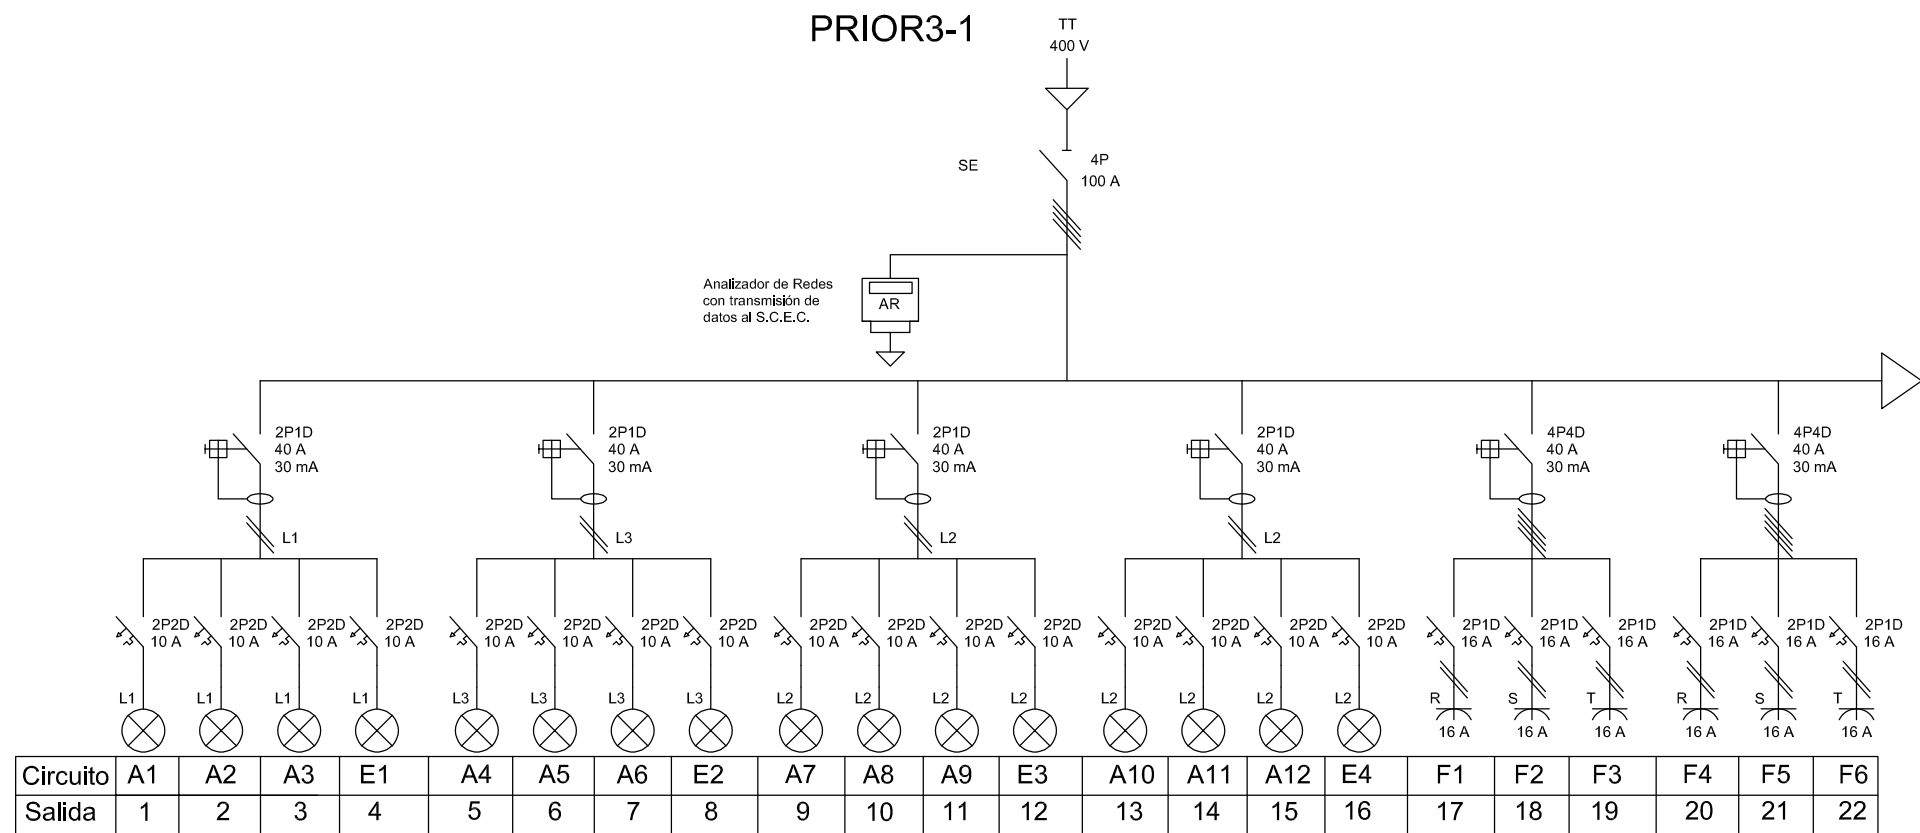 PRIOR3-1
TT
400 V
SE
4P
100 A
Analizador de Redes
con transmisión de
datos al S.C.E.C.
AR
2P1D
40 A
30 mA
2P1D
40 A
30 mA
2P1D
40 A
30 mA
2P1D
40 A
30 mA
4P4D
40 A
30 mA
4P4D
40 A
30 mA
L1
L3
L2
L2
2P2D
10 A
2P2D
10 A
2P2D
10 A
2P2D
10 A
2P2D
10 A
2P2D
10 A
2P2D
10 A
2P2D
10 A
2P2D
10 A
2P2D
10 A
2P2D
10 A
2P2D
10 A
2P2D
10 A
2P2D
10 A
2P2D
10 A
2P2D
10 A
2P1D
16 A
2P1D
16 A
2P1D
16 A
2P1D
16 A
2P1D
16 A
2P1D
16 A
L1 L1 L1 L1 L3 L3 L3 L3 L2 L2 L2 L2 L2 L2 L2 L2 R S T R S T
16 A 16 A 16 A 16 A 16 A 16 A
Circuito A1 A2 A3 E1 A4 A5 A6 E2 A7 A8 A9 E3 A10 A11 A12 E4 F1 F2 F3 F4 F5 F6
Salida 1 2 3 4 5 6 7 8 9 10 11 12 13 14 15 16 17 18 19 20 21 22